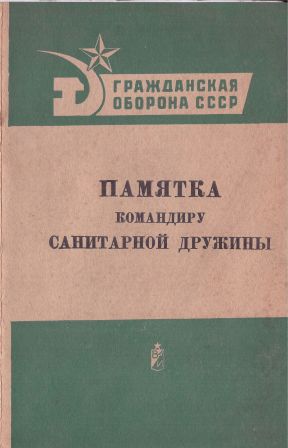 ГРАЖДАНСКАЯ
ОБОРОНА СССР
ПАМЯТКА
КОМАНДИРУ
САНИТАРНОЙ ДРУЖИНЫ